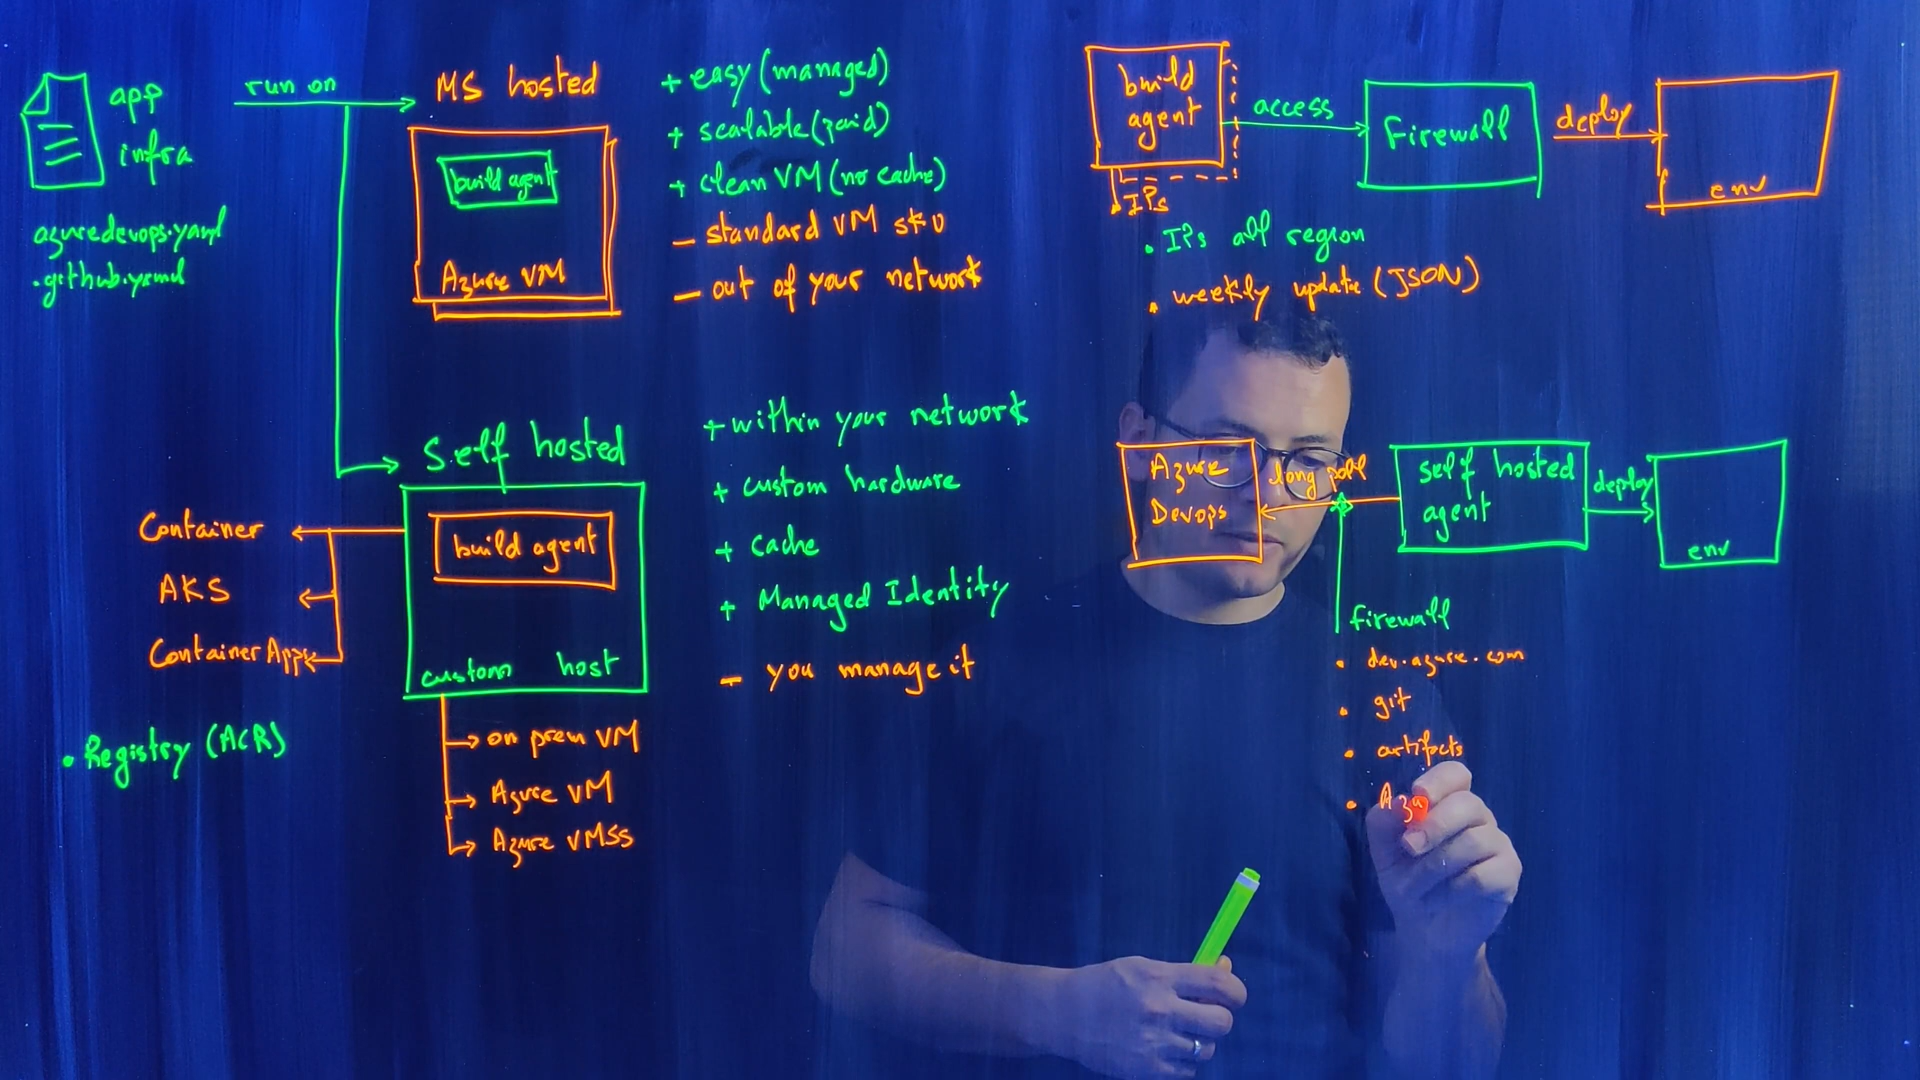 app
infra
azuredevops.yaml
.github.yaml
run on
MS hosted
build agent
Azure VM
+ easy (managed)
+ scalable (paid)
+ clean VM (no cache)
- standard VM sku
- out of your network
Self hosted
build agent
custom host
Container
AKS
Container Apps
• Registry (ACR)
on prem VM
Azure VM
Azure VMSS
+ within your network
+ custom hardware
+ cache
+ Managed Identity
- you manage it
build
agent
IPs
access
Firewall
deploy
env
• IPs all region
• weekly update (JSON)
Azure
Devops
long poll
self hosted
agent
deploy
env
firewall
• dev.azure.com
• git
• artifacts
• Azu